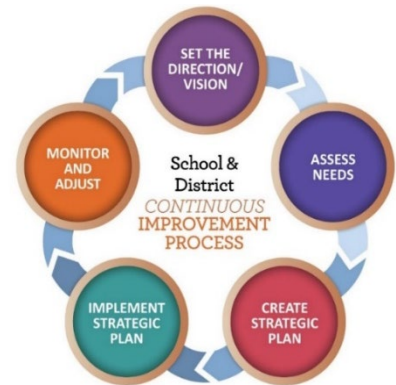 SET THE
DIRECTION/
VISION
ASSESS
NEEDS
CREATE
STRATEGIC
PLAN
IMPLEMENT
STRATEGIC
PLAN
MONITOR
AND
ADJUST
School &
District
CONTINUOUS
IMPROVEMENT
PROCESS